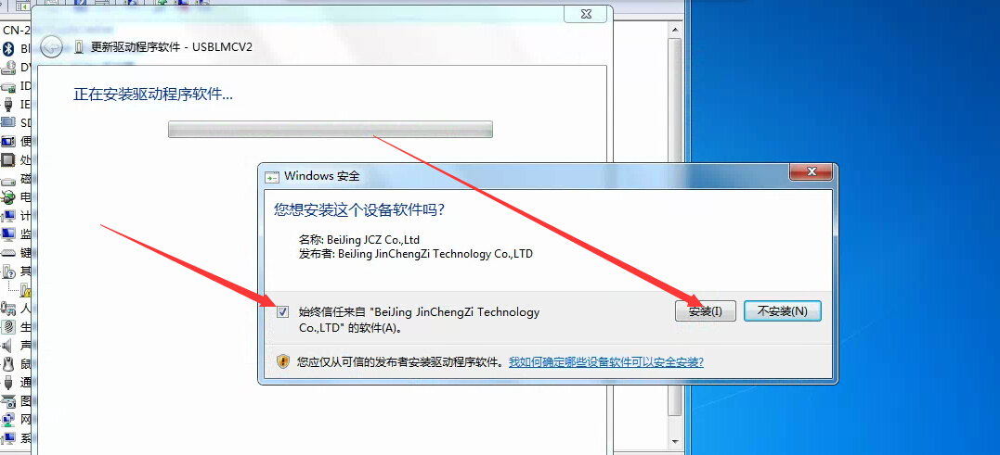 CN-2
更新驱动程序软件 - USBLMCV2
正在安装驱动程序软件...
Bl
DV
ID
IE
SD
便
处
磁
电
计
监
键
其
人
生
声
鼠
通
图
网
系
Windows 安全
您想安装这个设备软件吗?
名称: BeiJing JCZ Co.,Ltd
发布者: BeiJing JinChengZi Technology Co.,LTD
始终信任来自 "BeiJing JinChengZi Technology
Co.,LTD" 的软件(A)。
安装(I)
不安装(N)
您应仅从可信的发布者安装驱动程序软件。我如何确定哪些设备软件可以安全安装?